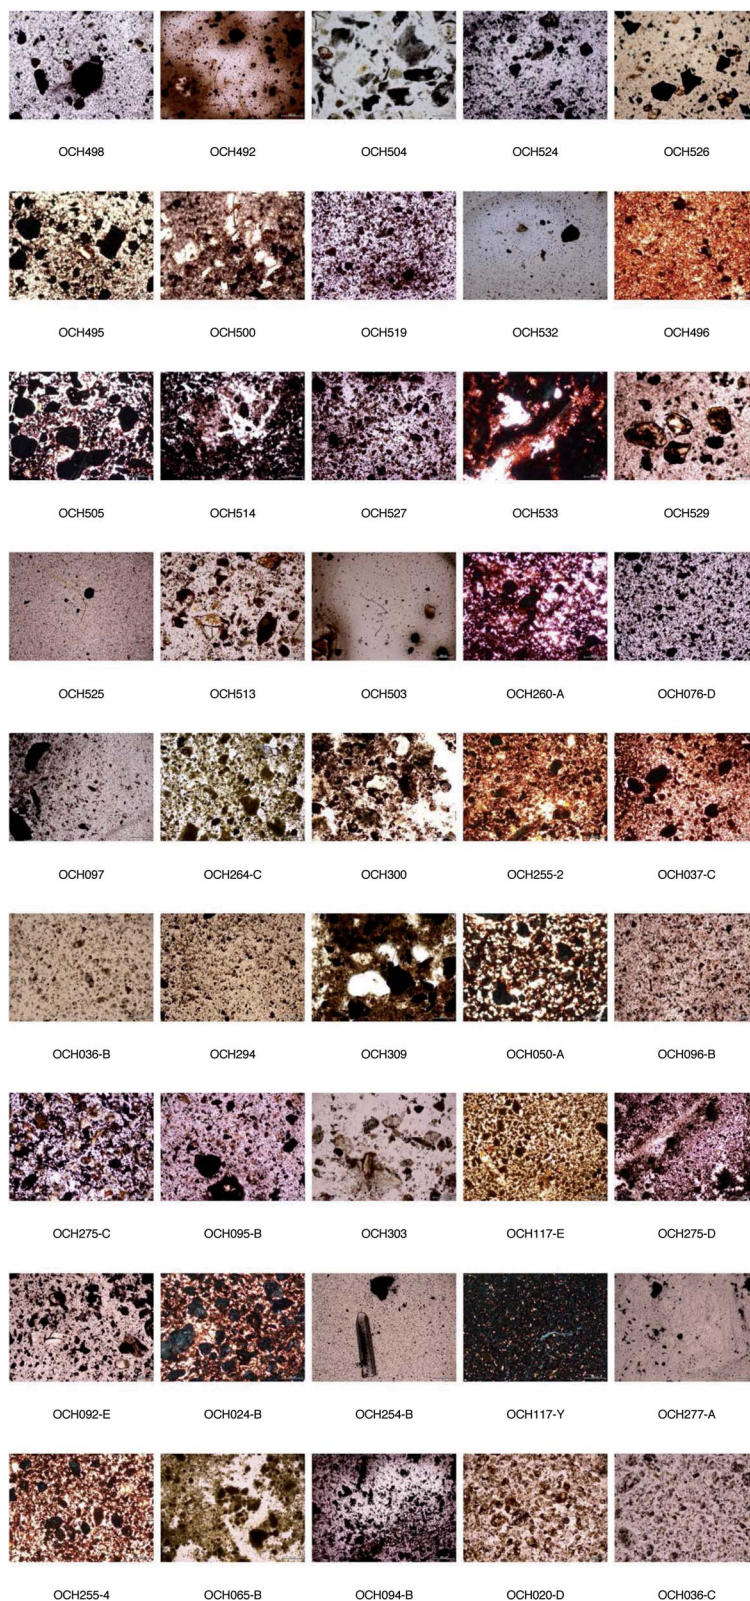 OCH498 OCH492 OCH504 OCH524 OCH526
OCH495 OCH500 OCH519 OCH532 OCH496
OCH505 OCH514 OCH527 OCH533 OCH529
OCH525 OCH513 OCH503 OCH260-A OCH076-D
OCH097 OCH264-C OCH300 OCH255-2 OCH037-C
OCH036-B OCH294 OCH309 OCH050-A OCH096-B
OCH275-C OCH095-B OCH303 OCH117-E OCH275-D
OCH092-E OCH024-B OCH254-B OCH117-Y OCH277-A
OCH255-4 OCH065-B OCH094-B OCH020-D OCH036-C